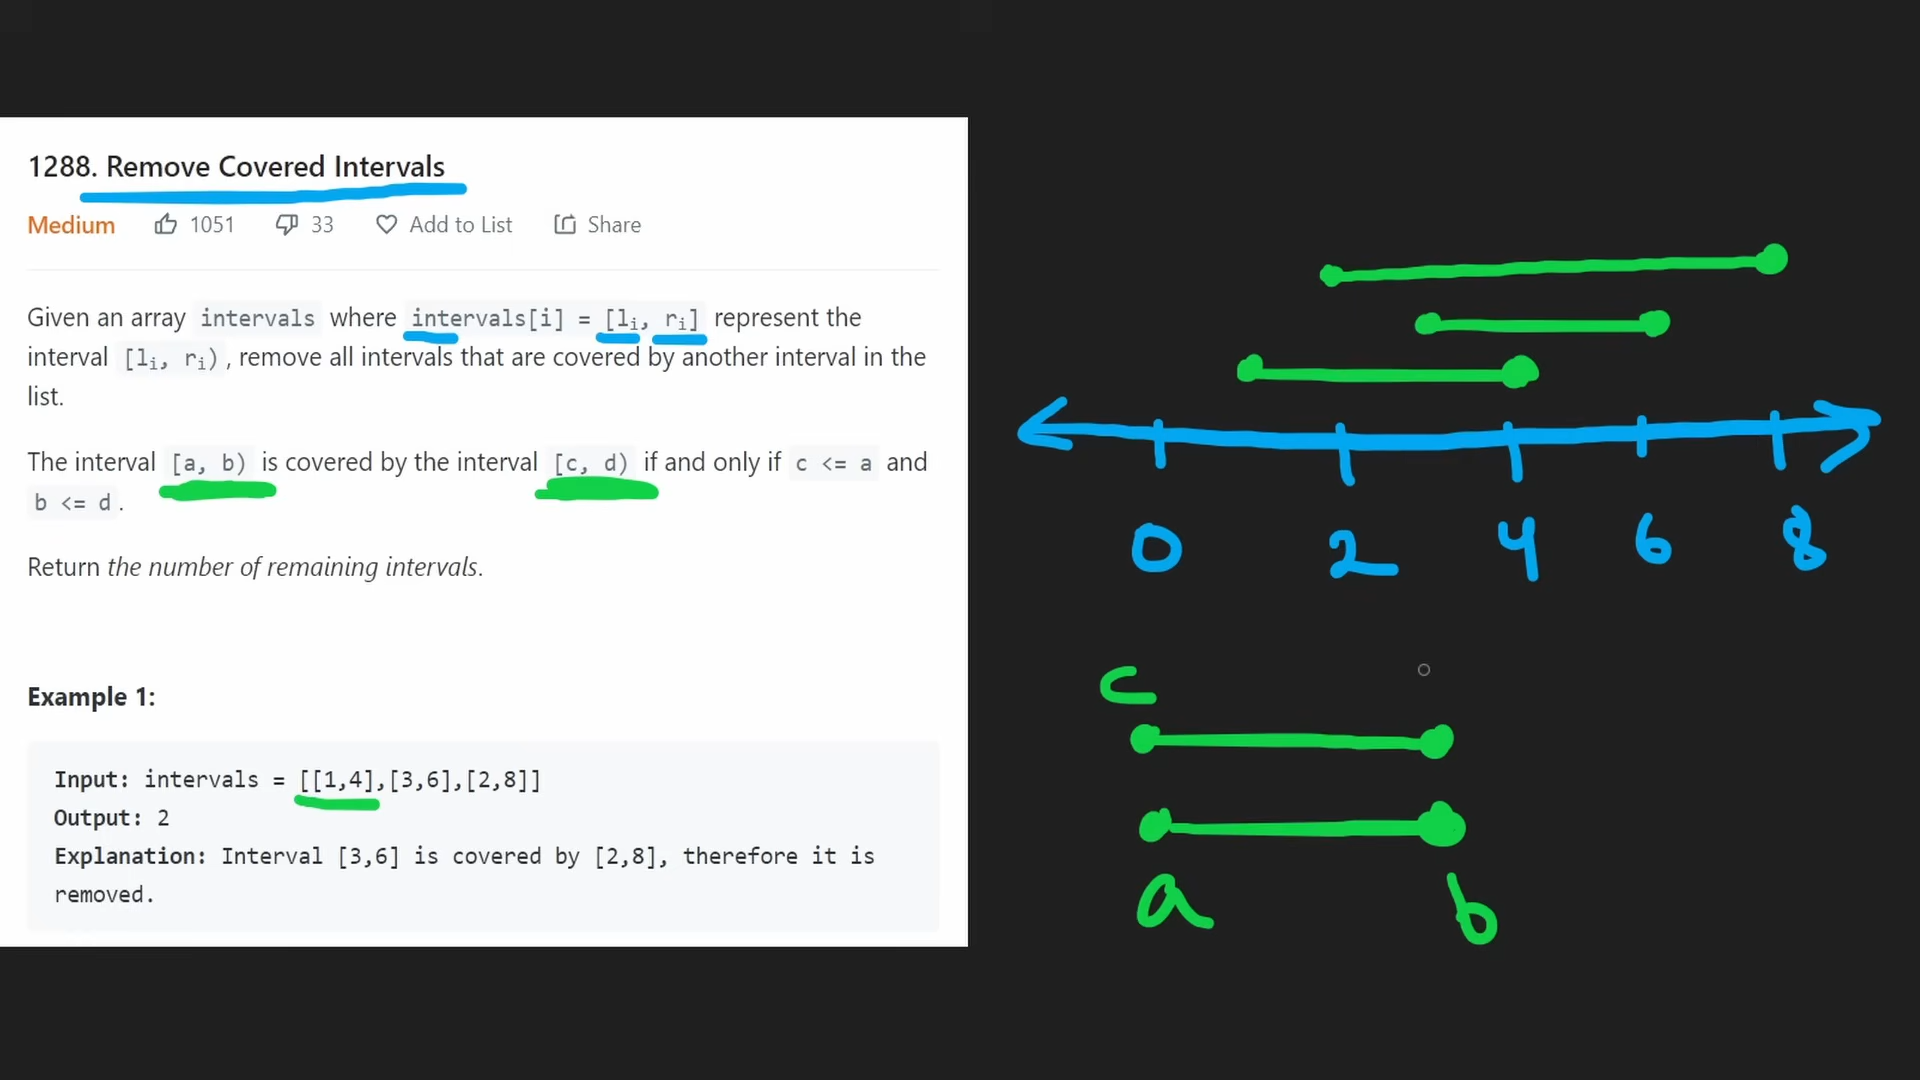 1288. Remove Covered Intervals
Medium 1051 33 Add to List Share
Given an array intervals where intervals[i] = [lᵢ, rᵢ] represent the
interval [lᵢ, rᵢ), remove all intervals that are covered by another interval in the
list.
The interval [a, b) is covered by the interval [c, d) if and only if c <= a and
b <= d.
Return the number of remaining intervals.
Example 1:
Input: intervals = [[1,4],[3,6],[2,8]]
Output: 2
Explanation: Interval [3,6] is covered by [2,8], therefore it is
removed.
0 2 4 6 8
c
a b